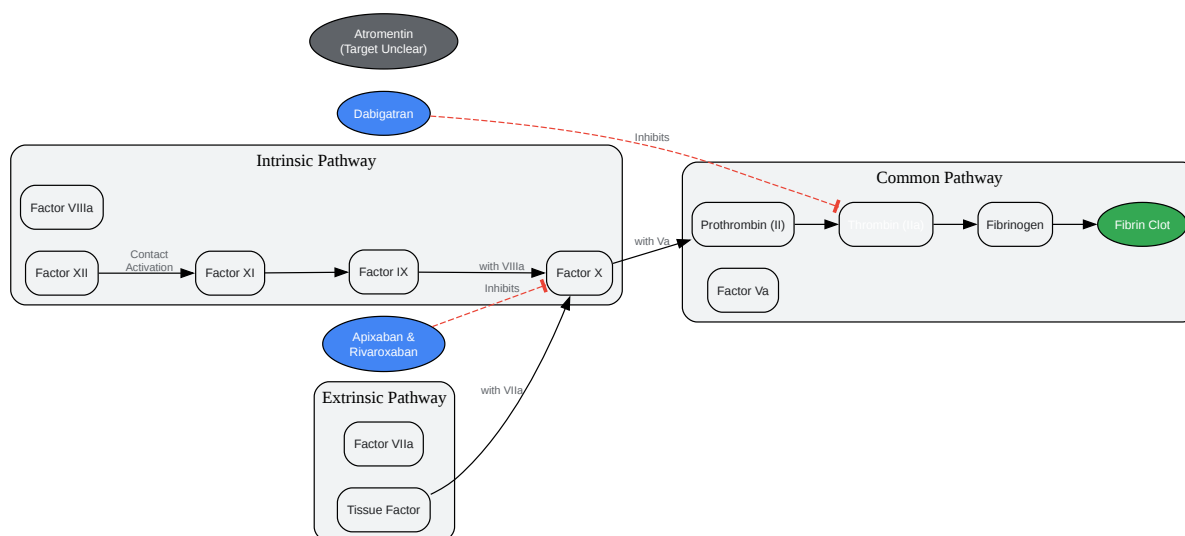 Atromentin
(Target Unclear)
Dabigatran
Inhibits
Intrinsic Pathway
Common Pathway
Factor VIIIa
Prothrombin (II)
Thrombin (IIa)
Fibrinogen
Fibrin Clot
with Va
Contact
Activation
Factor XII
Factor XI
Factor IX
with VIIIa
Factor X
Inhibits
Factor Va
Apixaban &
Rivaroxaban
Extrinsic Pathway
with VIIa
Factor VIIa
Tissue Factor